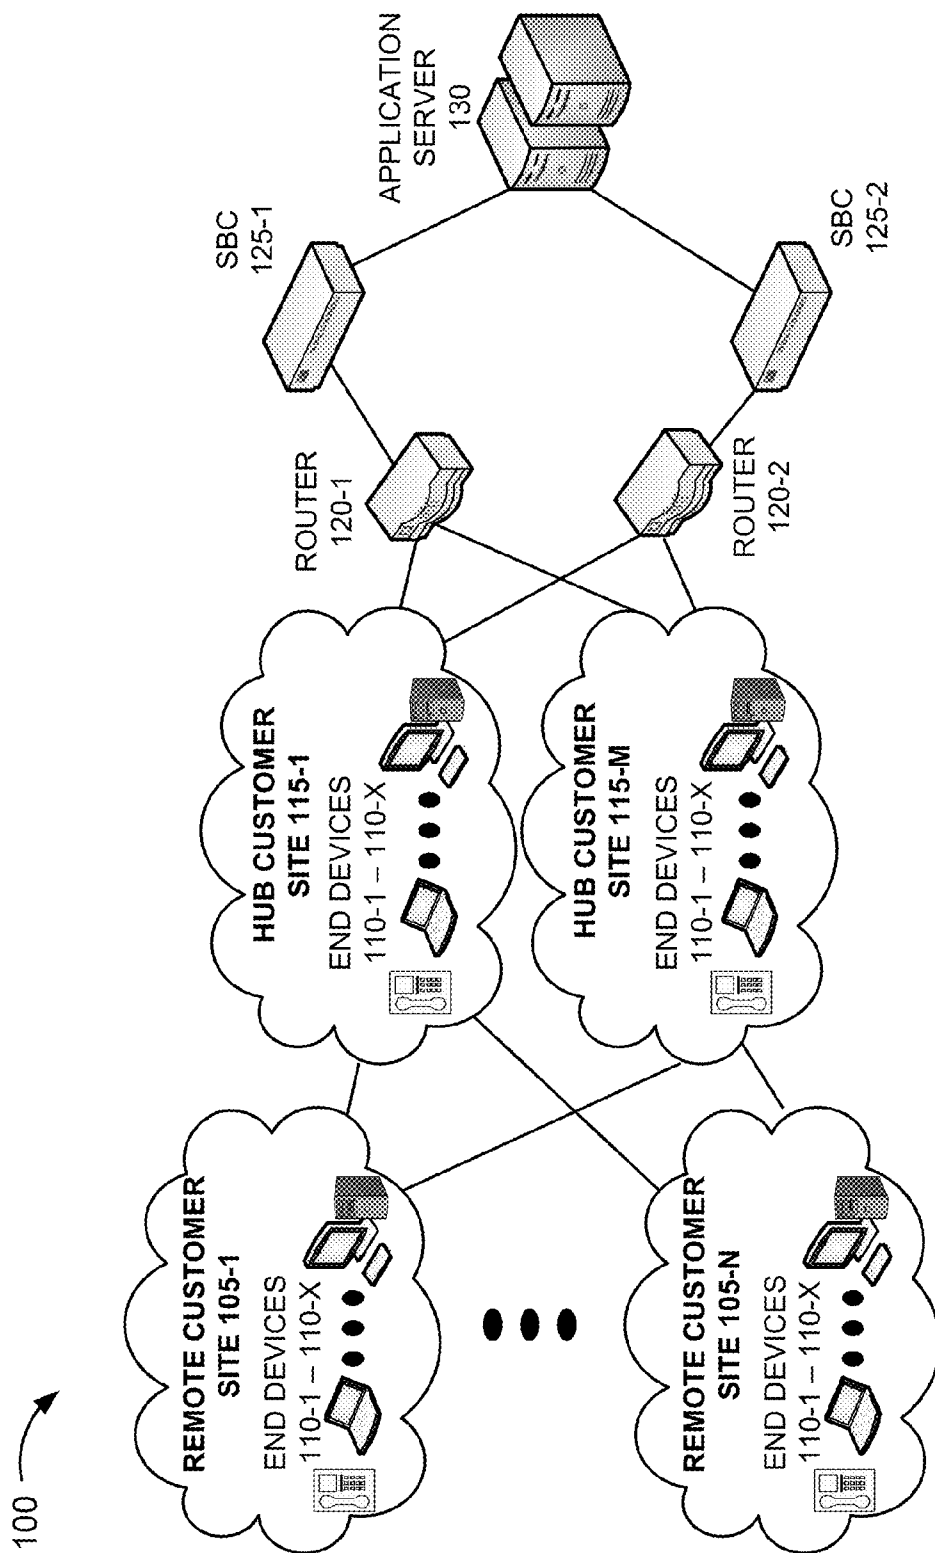 100
REMOTE CUSTOMER
SITE 105-1
END DEVICES
110-1 – 110-X
REMOTE CUSTOMER
SITE 105-N
END DEVICES
110-1 – 110-X
HUB CUSTOMER
SITE 115-1
END DEVICES
110-1 – 110-X
HUB CUSTOMER
SITE 115-M
END DEVICES
110-1 – 110-X
ROUTER
120-1
ROUTER
120-2
SBC
125-1
SBC
125-2
APPLICATION
SERVER
130